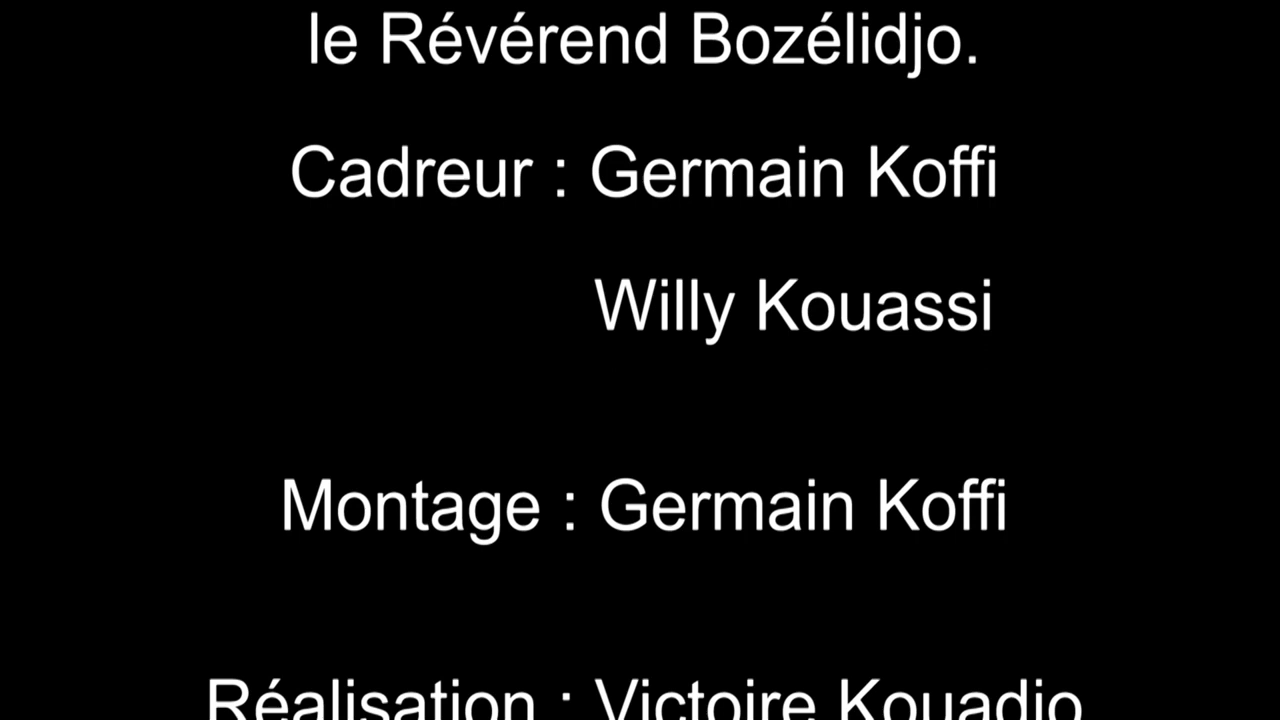 le Révérend Bozélidjo.
Cadreur : Germain Koffi
Willy Kouassi
Montage : Germain Koffi
Réalisation : Victoire Kouadio